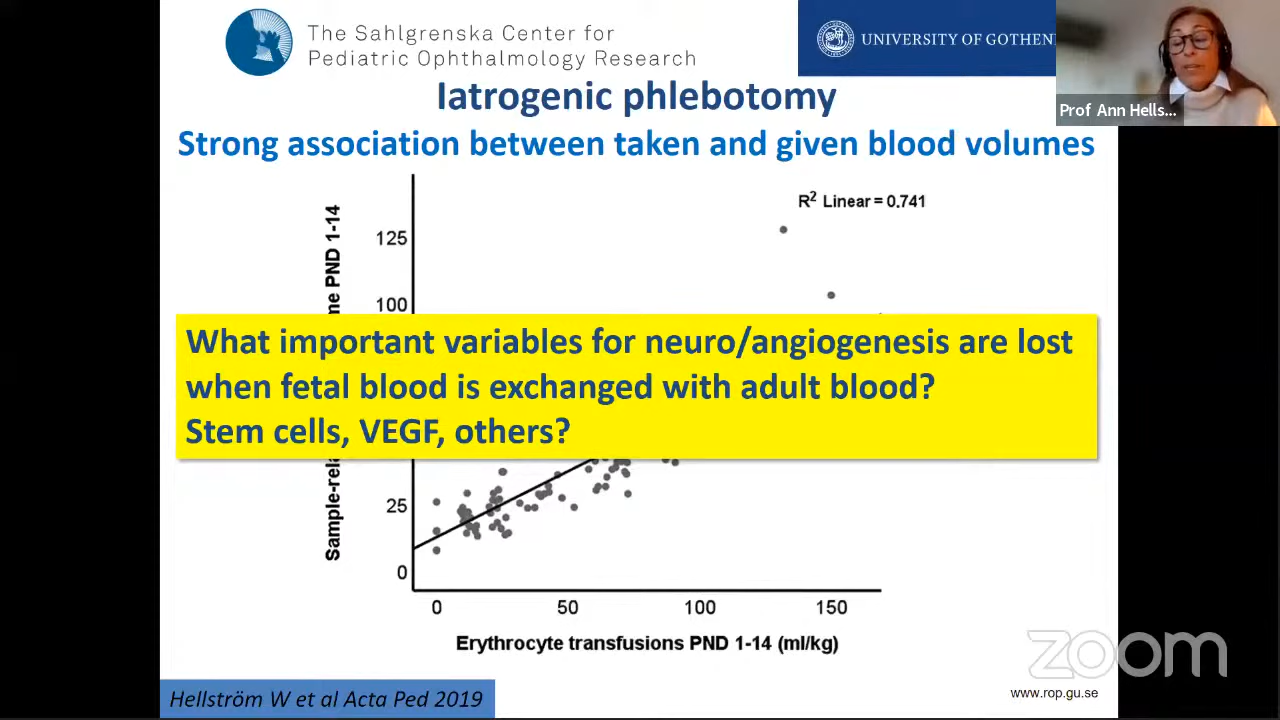 The Sahlgrenska Center for
Pediatric Ophthalmology Research
UNIVERSITY OF GOTHEN
Prof Ann Hells...
Iatrogenic phlebotomy
Strong association between taken and given blood volumes
R2 Linear = 0.741
me PND 1-14
125
100
What important variables for neuro/angiogenesis are lost
when fetal blood is exchanged with adult blood?
Stem cells, VEGF, others?
Sample-rel
25
0
0 50 100 150
Erythrocyte transfusions PND 1-14 (ml/kg)
zoom
www.rop.gu.se
Hellström W et al Acta Ped 2019